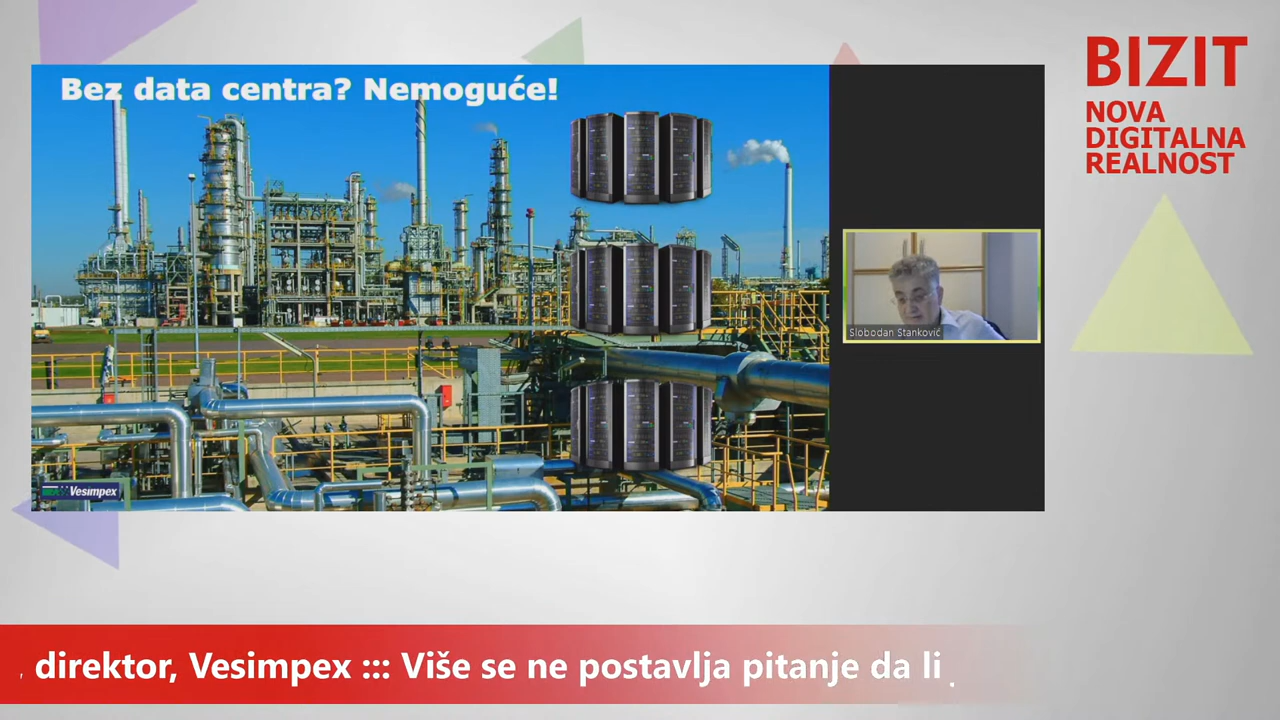 Bez data centra? Nemoguće!
BIZIT
NOVA
DIGITALNA
REALNOST
Slobodan Stanković
Vesimpex
direktor, Vesimpex ::: Više se ne postavlja pitanje da li